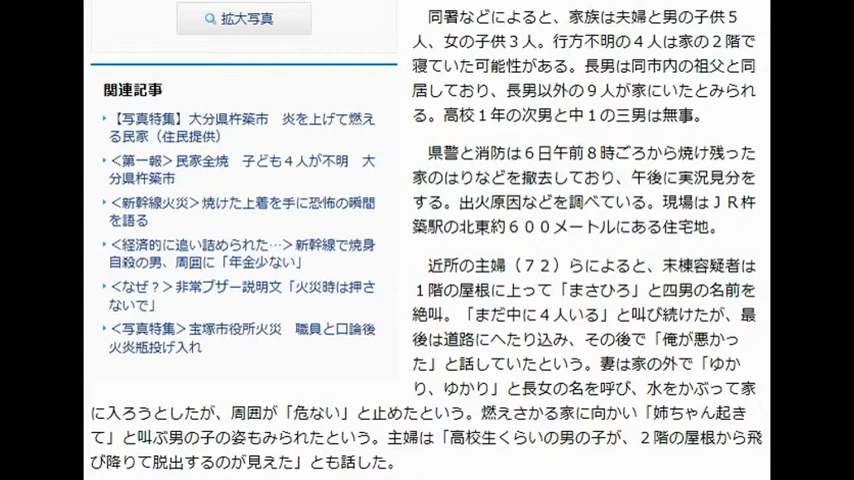 拡大写真
関連記事
【写真特集】大分県杵築市 炎を上げて燃え
る民家（住民提供）
＜第一報＞民家全焼 子ども４人が不明 大
分県杵築市
＜新幹線火災＞焼けた上着を手に恐怖の瞬間
を語る
＜経済的に追い詰められた…＞新幹線で焼身
自殺の男、周囲に「年金少ない」
＜なぜ？＞非常ブザー説明文「火災時は押さ
ないで」
＜写真特集＞宝塚市役所火災 職員と口論後
火炎瓶投げ入れ
同署などによると、家族は夫婦と男の子供５
人、女の子供３人。行方不明の４人は家の２階で
寝ていた可能性がある。長男は同市内の祖父と同
居しており、長男以外の９人が家にいたとみられ
る。高校１年の次男と中１の三男は無事。
県警と消防は６日午前８時ごろから焼け残った
家のはりなどを撤去しており、午後に実況見分を
する。出火原因などを調べている。現場はＪＲ杵
築駅の北東約６００メートルにある住宅地。
近所の主婦（７２）らによると、末棟容疑者は
１階の屋根に上って「まさひろ」と四男の名前を
絶叫。「まだ中に４人いる」と叫び続けたが、最
後は道路にへたり込み、その後で「俺が悪かっ
た」と話していたという。妻は家の外で「ゆか
り、ゆかり」と長女の名を呼び、水をかぶって家
に入ろうとしたが、周囲が「危ない」と止めたという。燃えさかる家に向かい「姉ちゃん起き
て」と叫ぶ男の子の姿もみられたという。主婦は「高校生くらいの男の子が、２階の屋根から飛
び降りて脱出するのが見えた」とも話した。